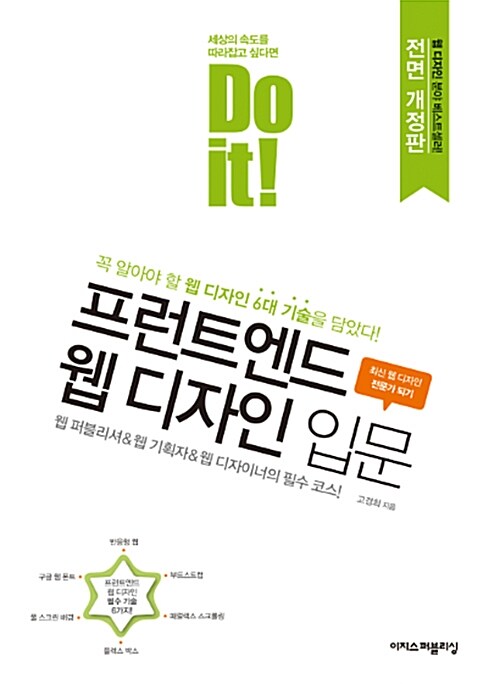 세상의 속도를
따라잡고 싶다면
Do
it!
웹 디자인 분야 베스트셀러!
전면 개정판
꼭 알아야 할 웹 디자인 6대 기술을 담았다!
프런트엔드
웹 디자인 입문
최신 웹 디자인
전문가 되기
웹 퍼블리셔&웹 기획자&웹 디자이너의 필수 코스!
고경희 지음
반응형 웹
구글 웹 폰트
부트스트랩
프런트엔드
웹 디자인
필수 기술
6가지!
풀 스크린 배경
패럴랙스 스크롤링
플렉스 박스
이지스퍼블리싱